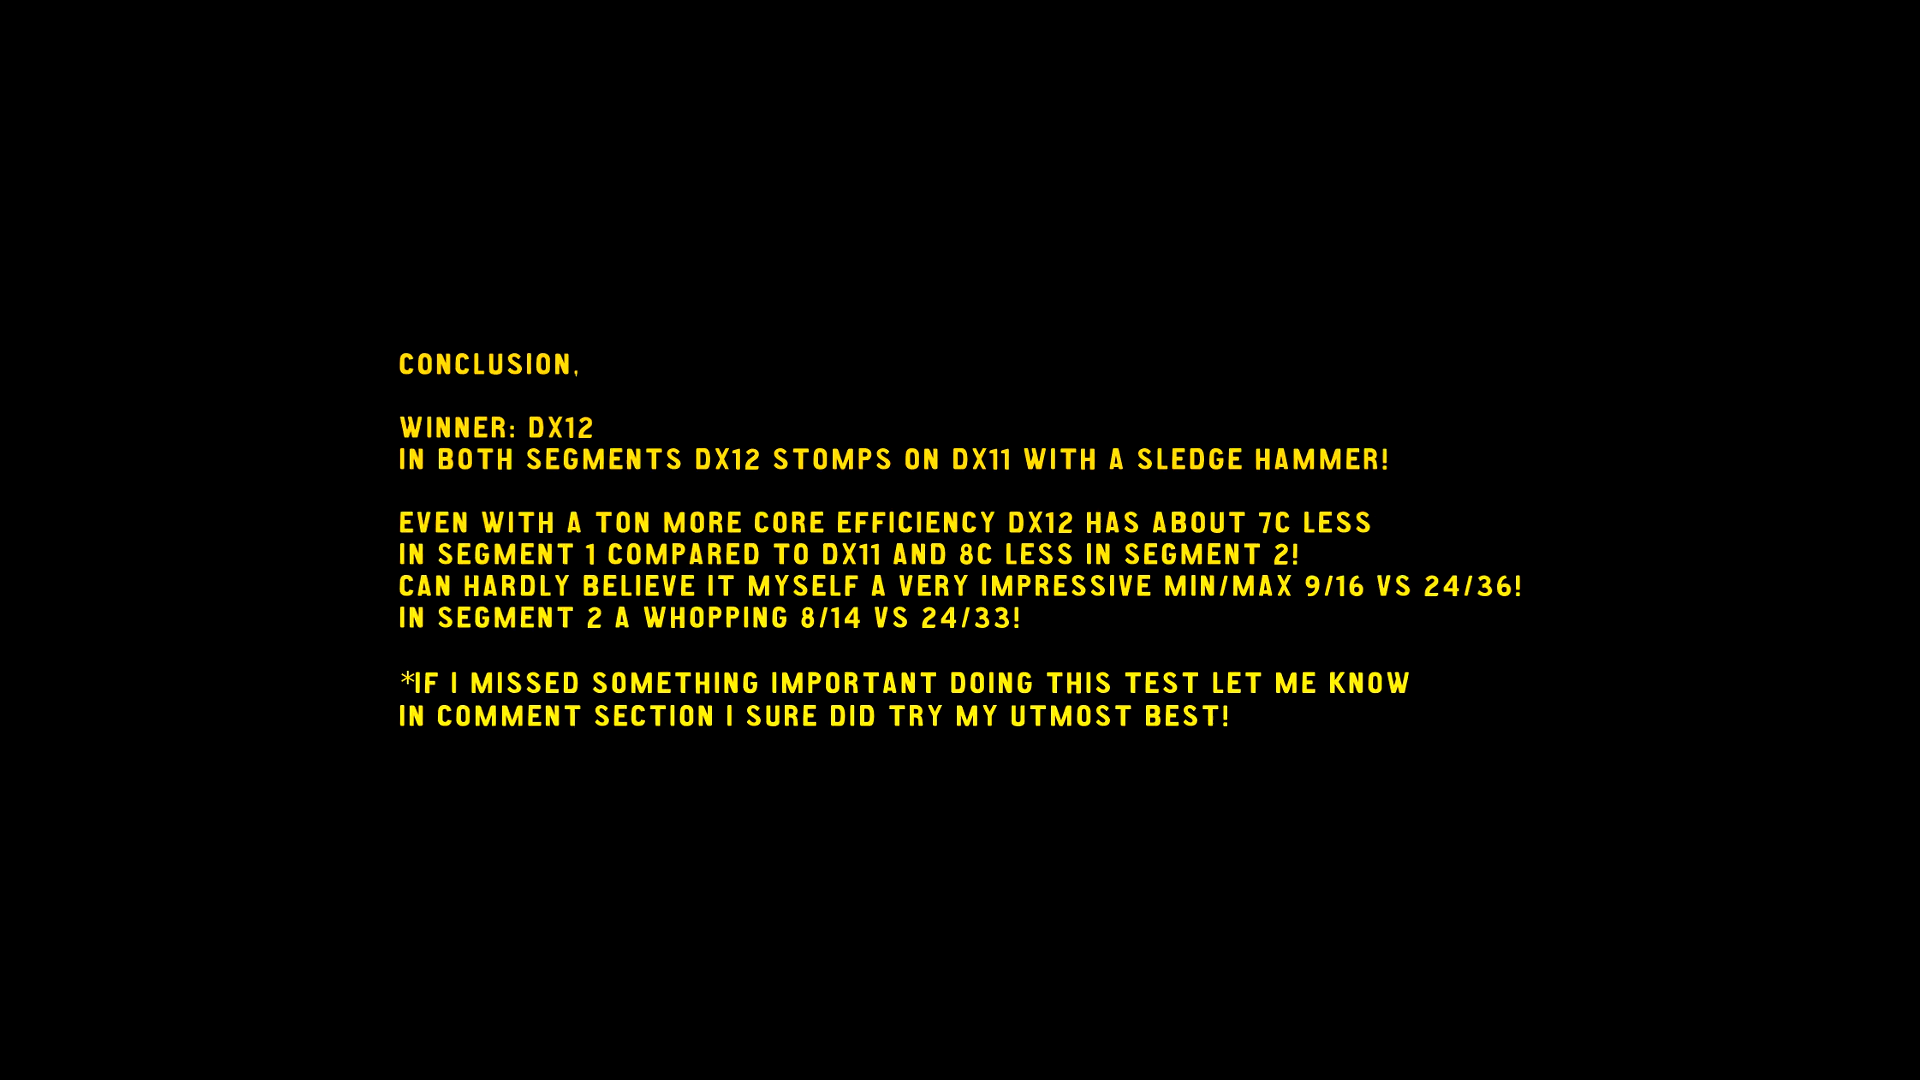 CONCLUSION,
WINNER: DX12
IN BOTH SEGMENTS DX12 STOMPS ON DX11 WITH A SLEDGE HAMMER!
EVEN WITH A TON MORE CORE EFFICIENCY DX12 HAS ABOUT 7C LESS
IN SEGMENT 1 COMPARED TO DX11 AND 8C LESS IN SEGMENT 2!
CAN HARDLY BELIEVE IT MYSELF A VERY IMPRESSIVE MIN/MAX 9/16 VS 24/36!
IN SEGMENT 2 A WHOPPING 8/14 VS 24/33!
*IF I MISSED SOMETHING IMPORTANT DOING THIS TEST LET ME KNOW
IN COMMENT SECTION I SURE DID TRY MY UTMOST BEST!